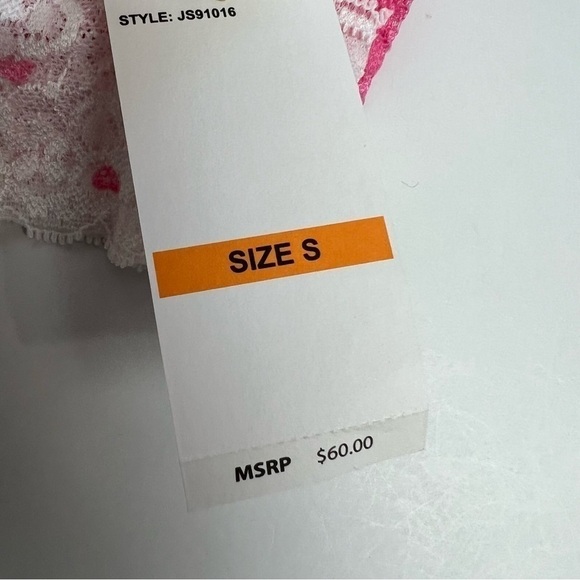 STYLE: JS91016
SIZE S
MSRP $60.00